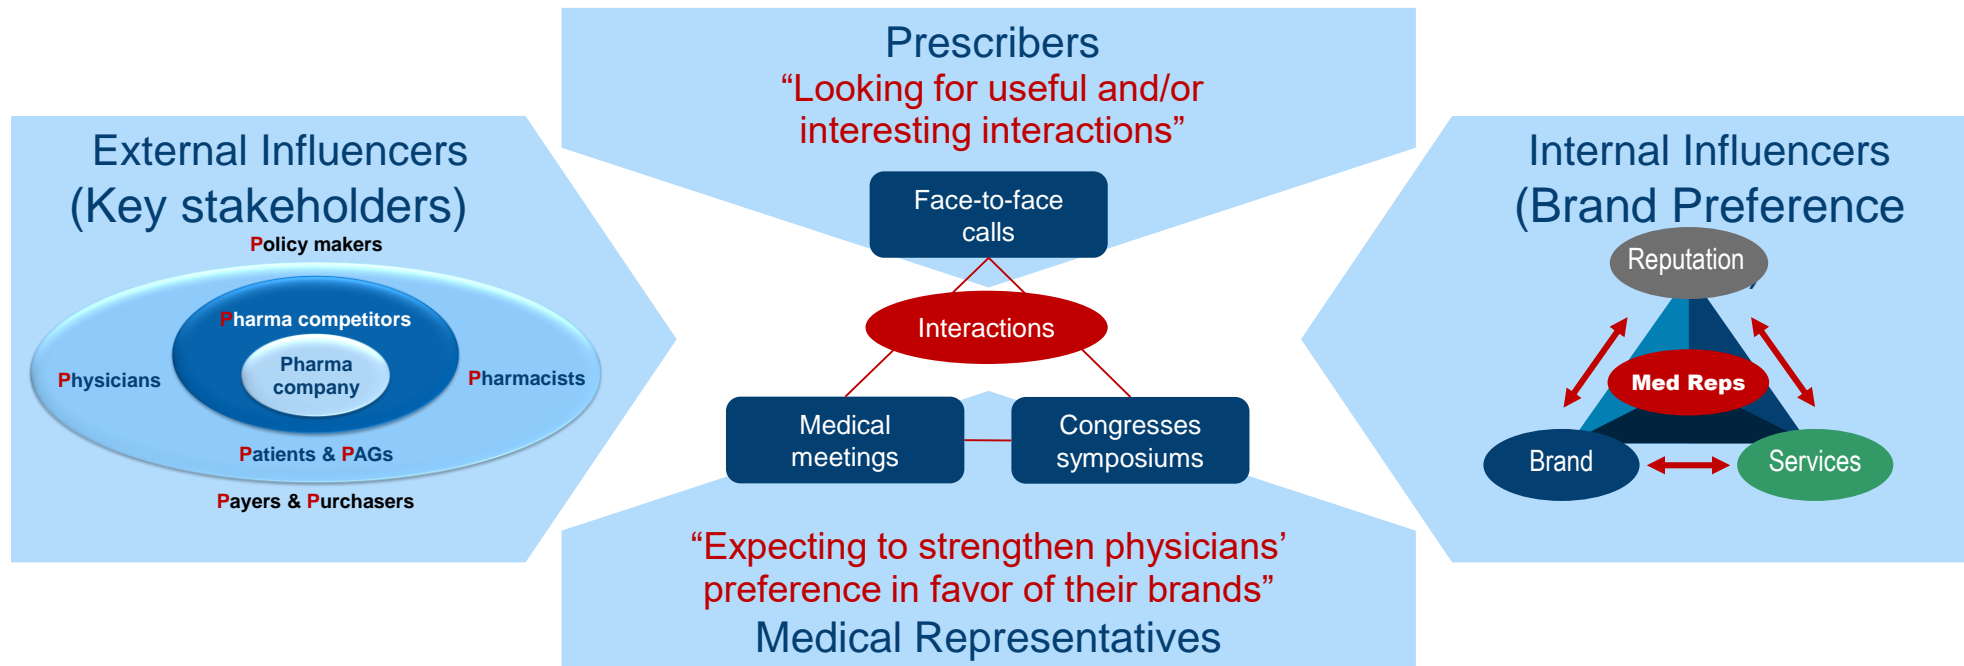 Prescribers
“Looking for useful and/or
interesting interactions”
External Influencers
(Key stakeholders)
Policy makers
Pharma competitors
Pharma
company
Physicians
Pharmacists
Patients & PAGs
Payers & Purchasers
Face-to-face
calls
Interactions
Medical
meetings
Congresses
symposiums
“Expecting to strengthen physicians’
preference in favor of their brands”
Medical Representatives
Internal Influencers
(Brand Preference
Reputation
Med Reps
Brand
Services